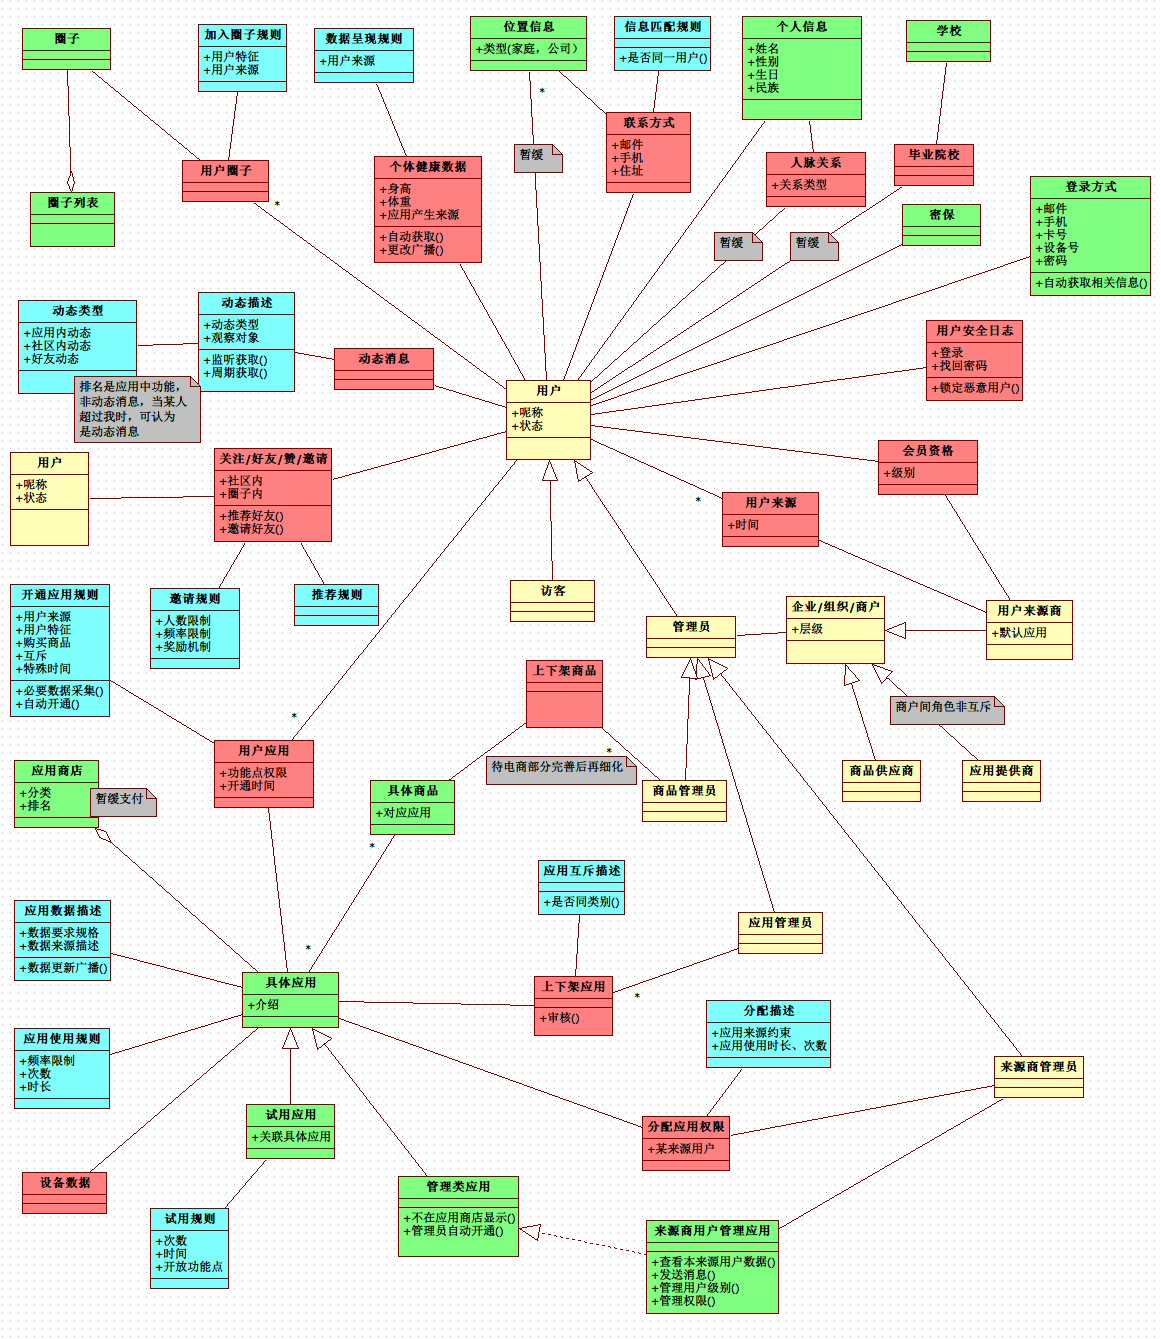 圈子
加入圈子规则
+用户特征
+用户来源
数据呈现规则
+用户来源
位置信息
+类型(家庭，公司）
信息匹配规则
+是否同一用户()
个人信息
+姓名
+性别
+生日
+民族
学校
*
联系方式
+邮件
+手机
+住址
暂缓
用户圈子
*
个体健康数据
+身高
+体重
+应用产生来源
+自动获取()
+更改广播()
人脉关系
+关系类型
毕业院校
圈子列表
密保
登录方式
+邮件
+手机
+卡号
+设备号
+密码
+自动获取相关信息()
暂缓
暂缓
动态类型
+应用内动态
+社区内动态
+好友动态
动态描述
+动态类型
+观察对象
+监听获取()
+周期获取()
动态消息
用户安全日志
+登录
+找回密码
+锁定恶意用户()
排名是应用中功能，
非动态消息，当某人
超过我时，可认为
是动态消息
用户
+昵称
+状态
用户
+昵称
+状态
关注/好友/赞/邀请
+社区内
+圈子内
+推荐好友()
+邀请好友()
会员资格
+级别
*
用户来源
+时间
开通应用规则
+用户来源
+用户特征
+购买商品
+互斥
+特殊时间
+必要数据采集()
+自动开通()
邀请规则
+人数限制
+频率限制
+奖励机制
推荐规则
访客
管理员
企业/组织/商户
+层级
用户来源商
+默认应用
上下架商品
*
商户间角色非互斥
用户应用
+功能点权限
+开通时间
*
待电商部分完善后再细化
应用商店
+分类
+排名
暂缓支付
具体商品
+对应应用
*
商品管理员
商品供应商
应用提供商
应用互斥描述
+是否同类别()
应用数据描述
+数据要求规格
+数据来源描述
+数据更新广播()
应用管理员
*
具体应用
+介绍
上下架应用
+审核()
*
分配描述
+应用来源约束
+应用使用时长、次数
应用使用规则
+频率限制
+次数
+时长
来源商管理员
试用应用
+关联具体应用
分配应用权限
+某来源用户
设备数据
管理类应用
+不在应用商店显示()
+管理员自动开通()
试用规则
+次数
+时间
+开放功能点
来源商用户管理应用
+查看本来源用户数据()
+发送消息()
+管理用户级别()
+管理权限()